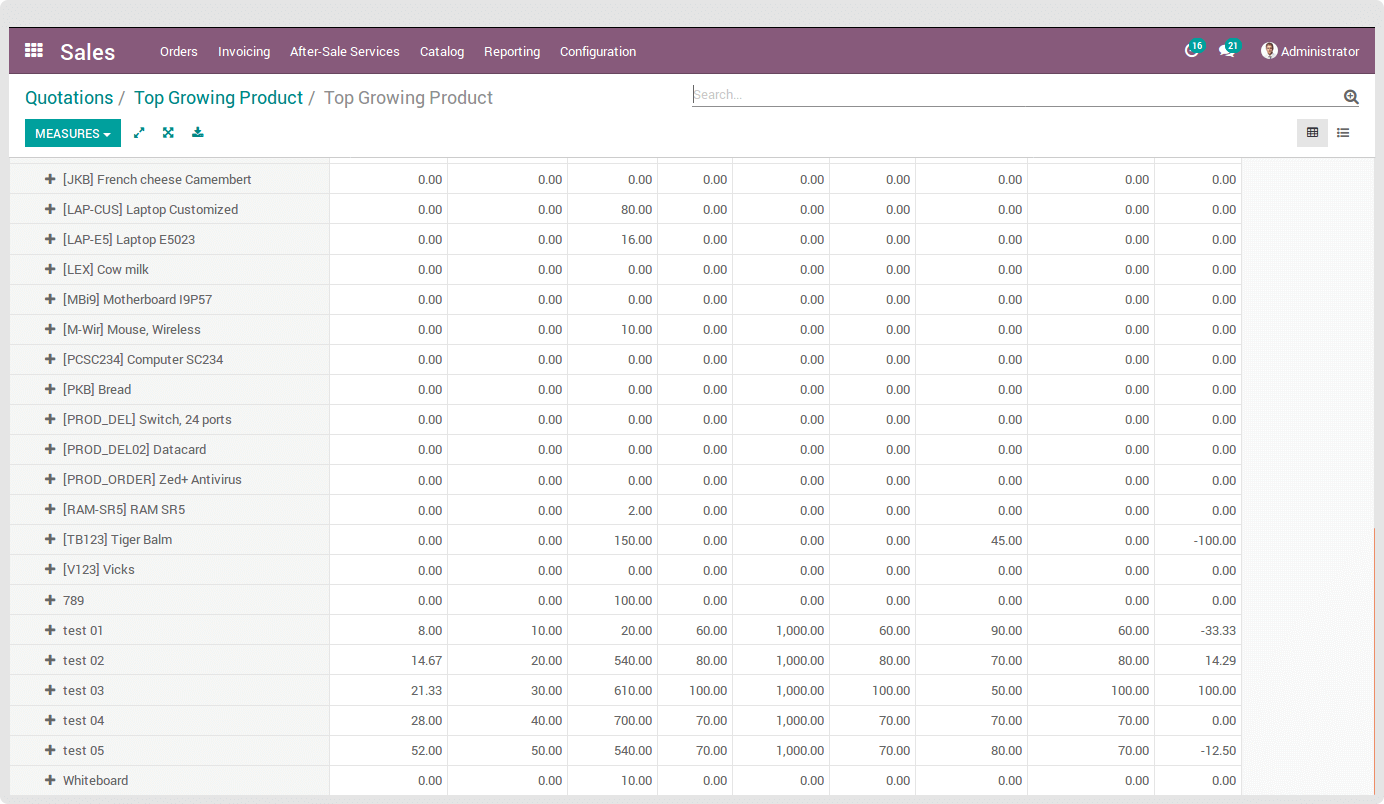 Sales Orders Invoicing After-Sale Services Catalog Reporting Configuration 16 21 Administrator
Quotations / Top Growing Product / Top Growing Product Search...
MEASURES
[JKB] French cheese Camembert 0.00 0.00 0.00 0.00 0.00 0.00 0.00 0.00 0.00
[LAP-CUS] Laptop Customized 0.00 0.00 80.00 0.00 0.00 0.00 0.00 0.00 0.00
[LAP-E5] Laptop E5023 0.00 0.00 16.00 0.00 0.00 0.00 0.00 0.00 0.00
[LEX] Cow milk 0.00 0.00 0.00 0.00 0.00 0.00 0.00 0.00 0.00
[MBi9] Motherboard I9P57 0.00 0.00 0.00 0.00 0.00 0.00 0.00 0.00 0.00
[M-Wir] Mouse, Wireless 0.00 0.00 10.00 0.00 0.00 0.00 0.00 0.00 0.00
[PCSC234] Computer SC234 0.00 0.00 0.00 0.00 0.00 0.00 0.00 0.00 0.00
[PKB] Bread 0.00 0.00 0.00 0.00 0.00 0.00 0.00 0.00 0.00
[PROD_DEL] Switch, 24 ports 0.00 0.00 0.00 0.00 0.00 0.00 0.00 0.00 0.00
[PROD_DEL02] Datacard 0.00 0.00 0.00 0.00 0.00 0.00 0.00 0.00 0.00
[PROD_ORDER] Zed+ Antivirus 0.00 0.00 0.00 0.00 0.00 0.00 0.00 0.00 0.00
[RAM-SR5] RAM SR5 0.00 0.00 2.00 0.00 0.00 0.00 0.00 0.00 0.00
[TB123] Tiger Balm 0.00 0.00 150.00 0.00 0.00 0.00 45.00 0.00 -100.00
[V123] Vicks 0.00 0.00 0.00 0.00 0.00 0.00 0.00 0.00 0.00
789 0.00 0.00 100.00 0.00 0.00 0.00 0.00 0.00 0.00
test 01 8.00 10.00 20.00 60.00 1,000.00 60.00 90.00 60.00 -33.33
test 02 14.67 20.00 540.00 80.00 1,000.00 80.00 70.00 80.00 14.29
test 03 21.33 30.00 610.00 100.00 1,000.00 100.00 50.00 100.00 100.00
test 04 28.00 40.00 700.00 70.00 1,000.00 70.00 70.00 70.00 0.00
test 05 52.00 50.00 540.00 70.00 1,000.00 70.00 80.00 70.00 -12.50
Whiteboard 0.00 0.00 10.00 0.00 0.00 0.00 0.00 0.00 0.00